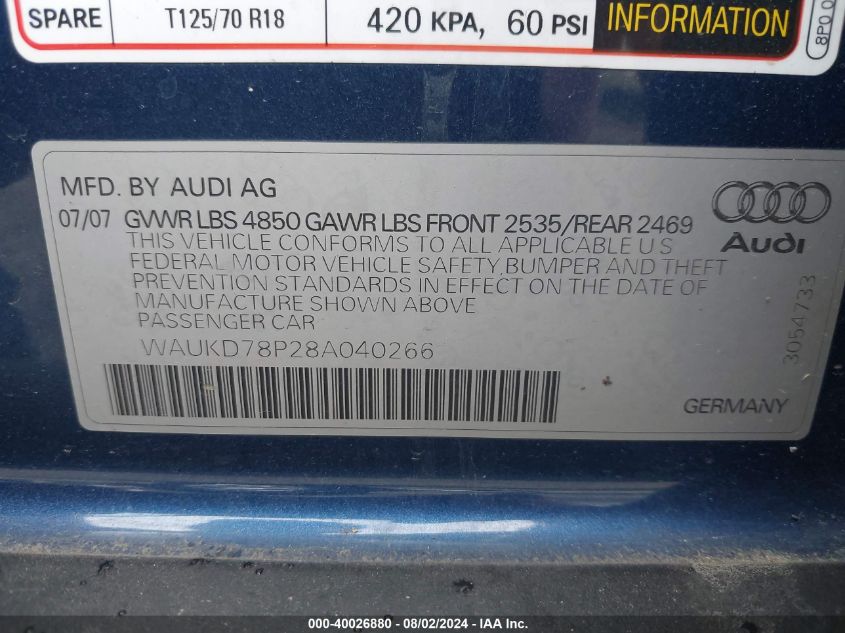 SPARE T125/70 R18 420 KPA, 60 PSI INFORMATION
8P0 0
MFD. BY AUDI AG
07/07 GVWR LBS 4850 GAWR LBS FRONT 2535/REAR 2469
THIS VEHICLE CONFORMS TO ALL APPLICABLE U S
FEDERAL MOTOR VEHICLE SAFETY,BUMPER AND THEFT
PREVENTION STANDARDS IN EFFECT ON THE DATE OF
MANUFACTURE SHOWN ABOVE
PASSENGER CAR
WAUKD78P28A040266
Audi
3054733
GERMANY
000-40026880 - 08/02/2024 - IAA Inc.